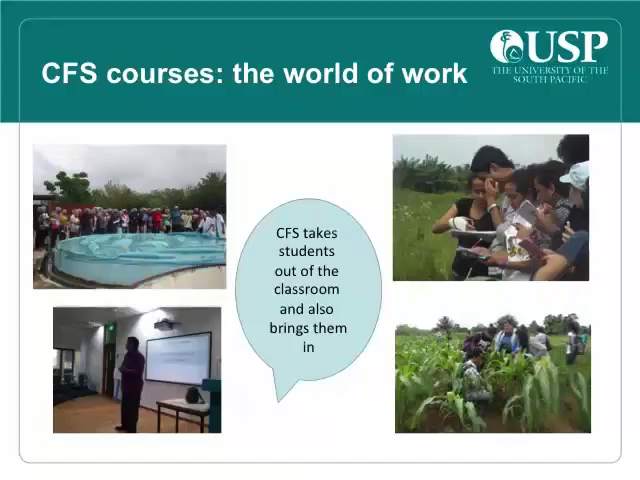 CFS courses: the world of work
USP
THE UNIVERSITY OF THE
SOUTH PACIFIC
CFS takes
students
out of the
classroom
and also
brings them
in